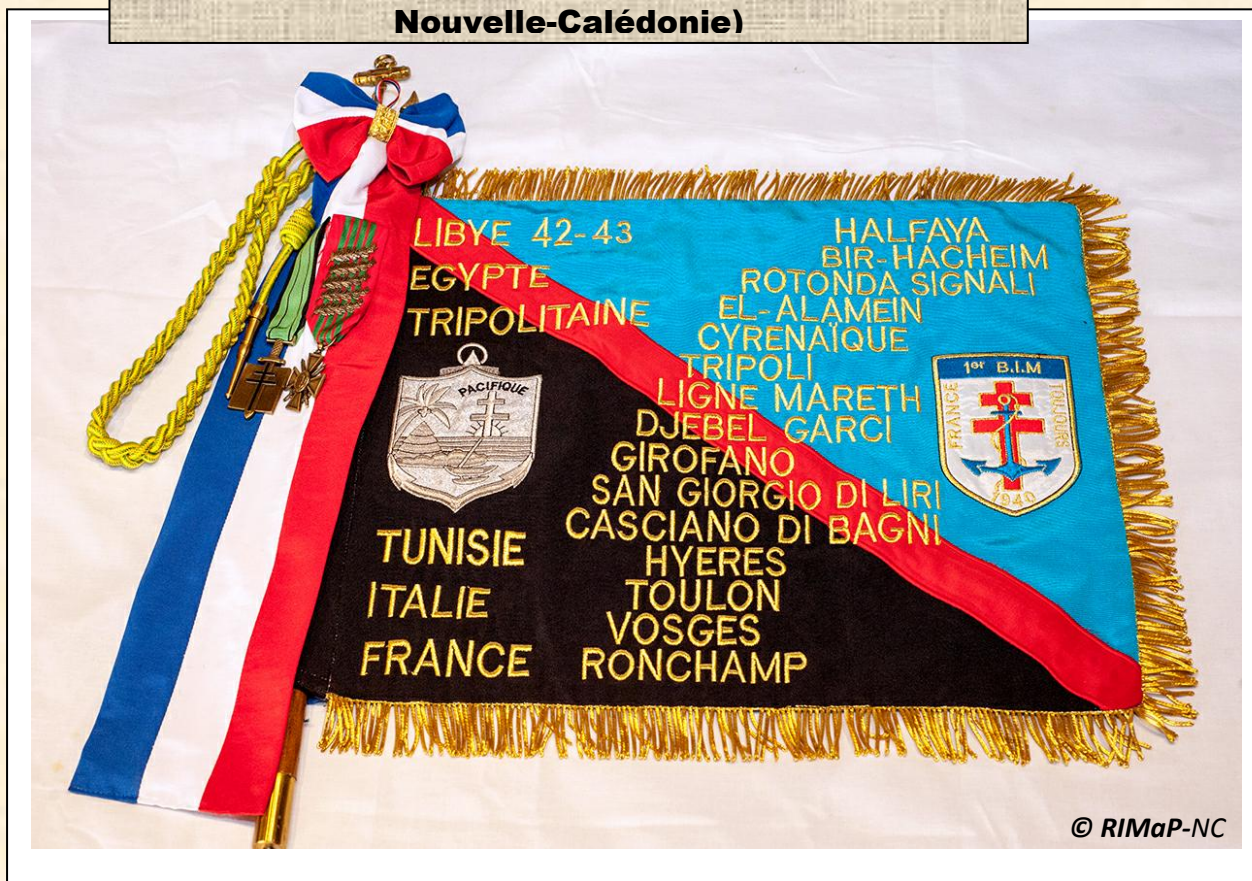 Nouvelle-Calédonie)
LIBYE 42-43
EGYPTE
TRIPOLITAINE
PACIFIQUE
TUNISIE
ITALIE
FRANCE
HALFAYA
BIR-HACHEIM
ROTONDA SIGNALI
EL-ALAMEIN
CYRENAÏQUE
TRIPOLI
LIGNE MARETH
DJEBEL GARCI
GIROFANO
SAN GIORGIO DI LIRI
CASCIANO DI BAGNI
HYERES
TOULON
VOSGES
RONCHAMP
1er B.I.M
FRANCE
TOUJOURS
1940
© RIMaP-NC